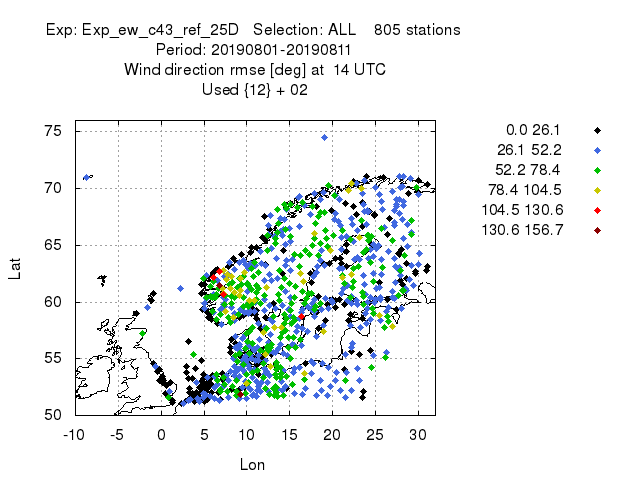 Exp: Exp_ew_c43_ref_25D   Selection: ALL    805 stations
Period: 20190801-20190811
Wind direction rmse [deg] at  14 UTC
Used {12} + 02
0.0 26.1
26.1 52.2
52.2 78.4
78.4 104.5
104.5 130.6
130.6 156.7
75
70
65
60
55
50
Lat
-10 -5 0 5 10 15 20 25 30
Lon